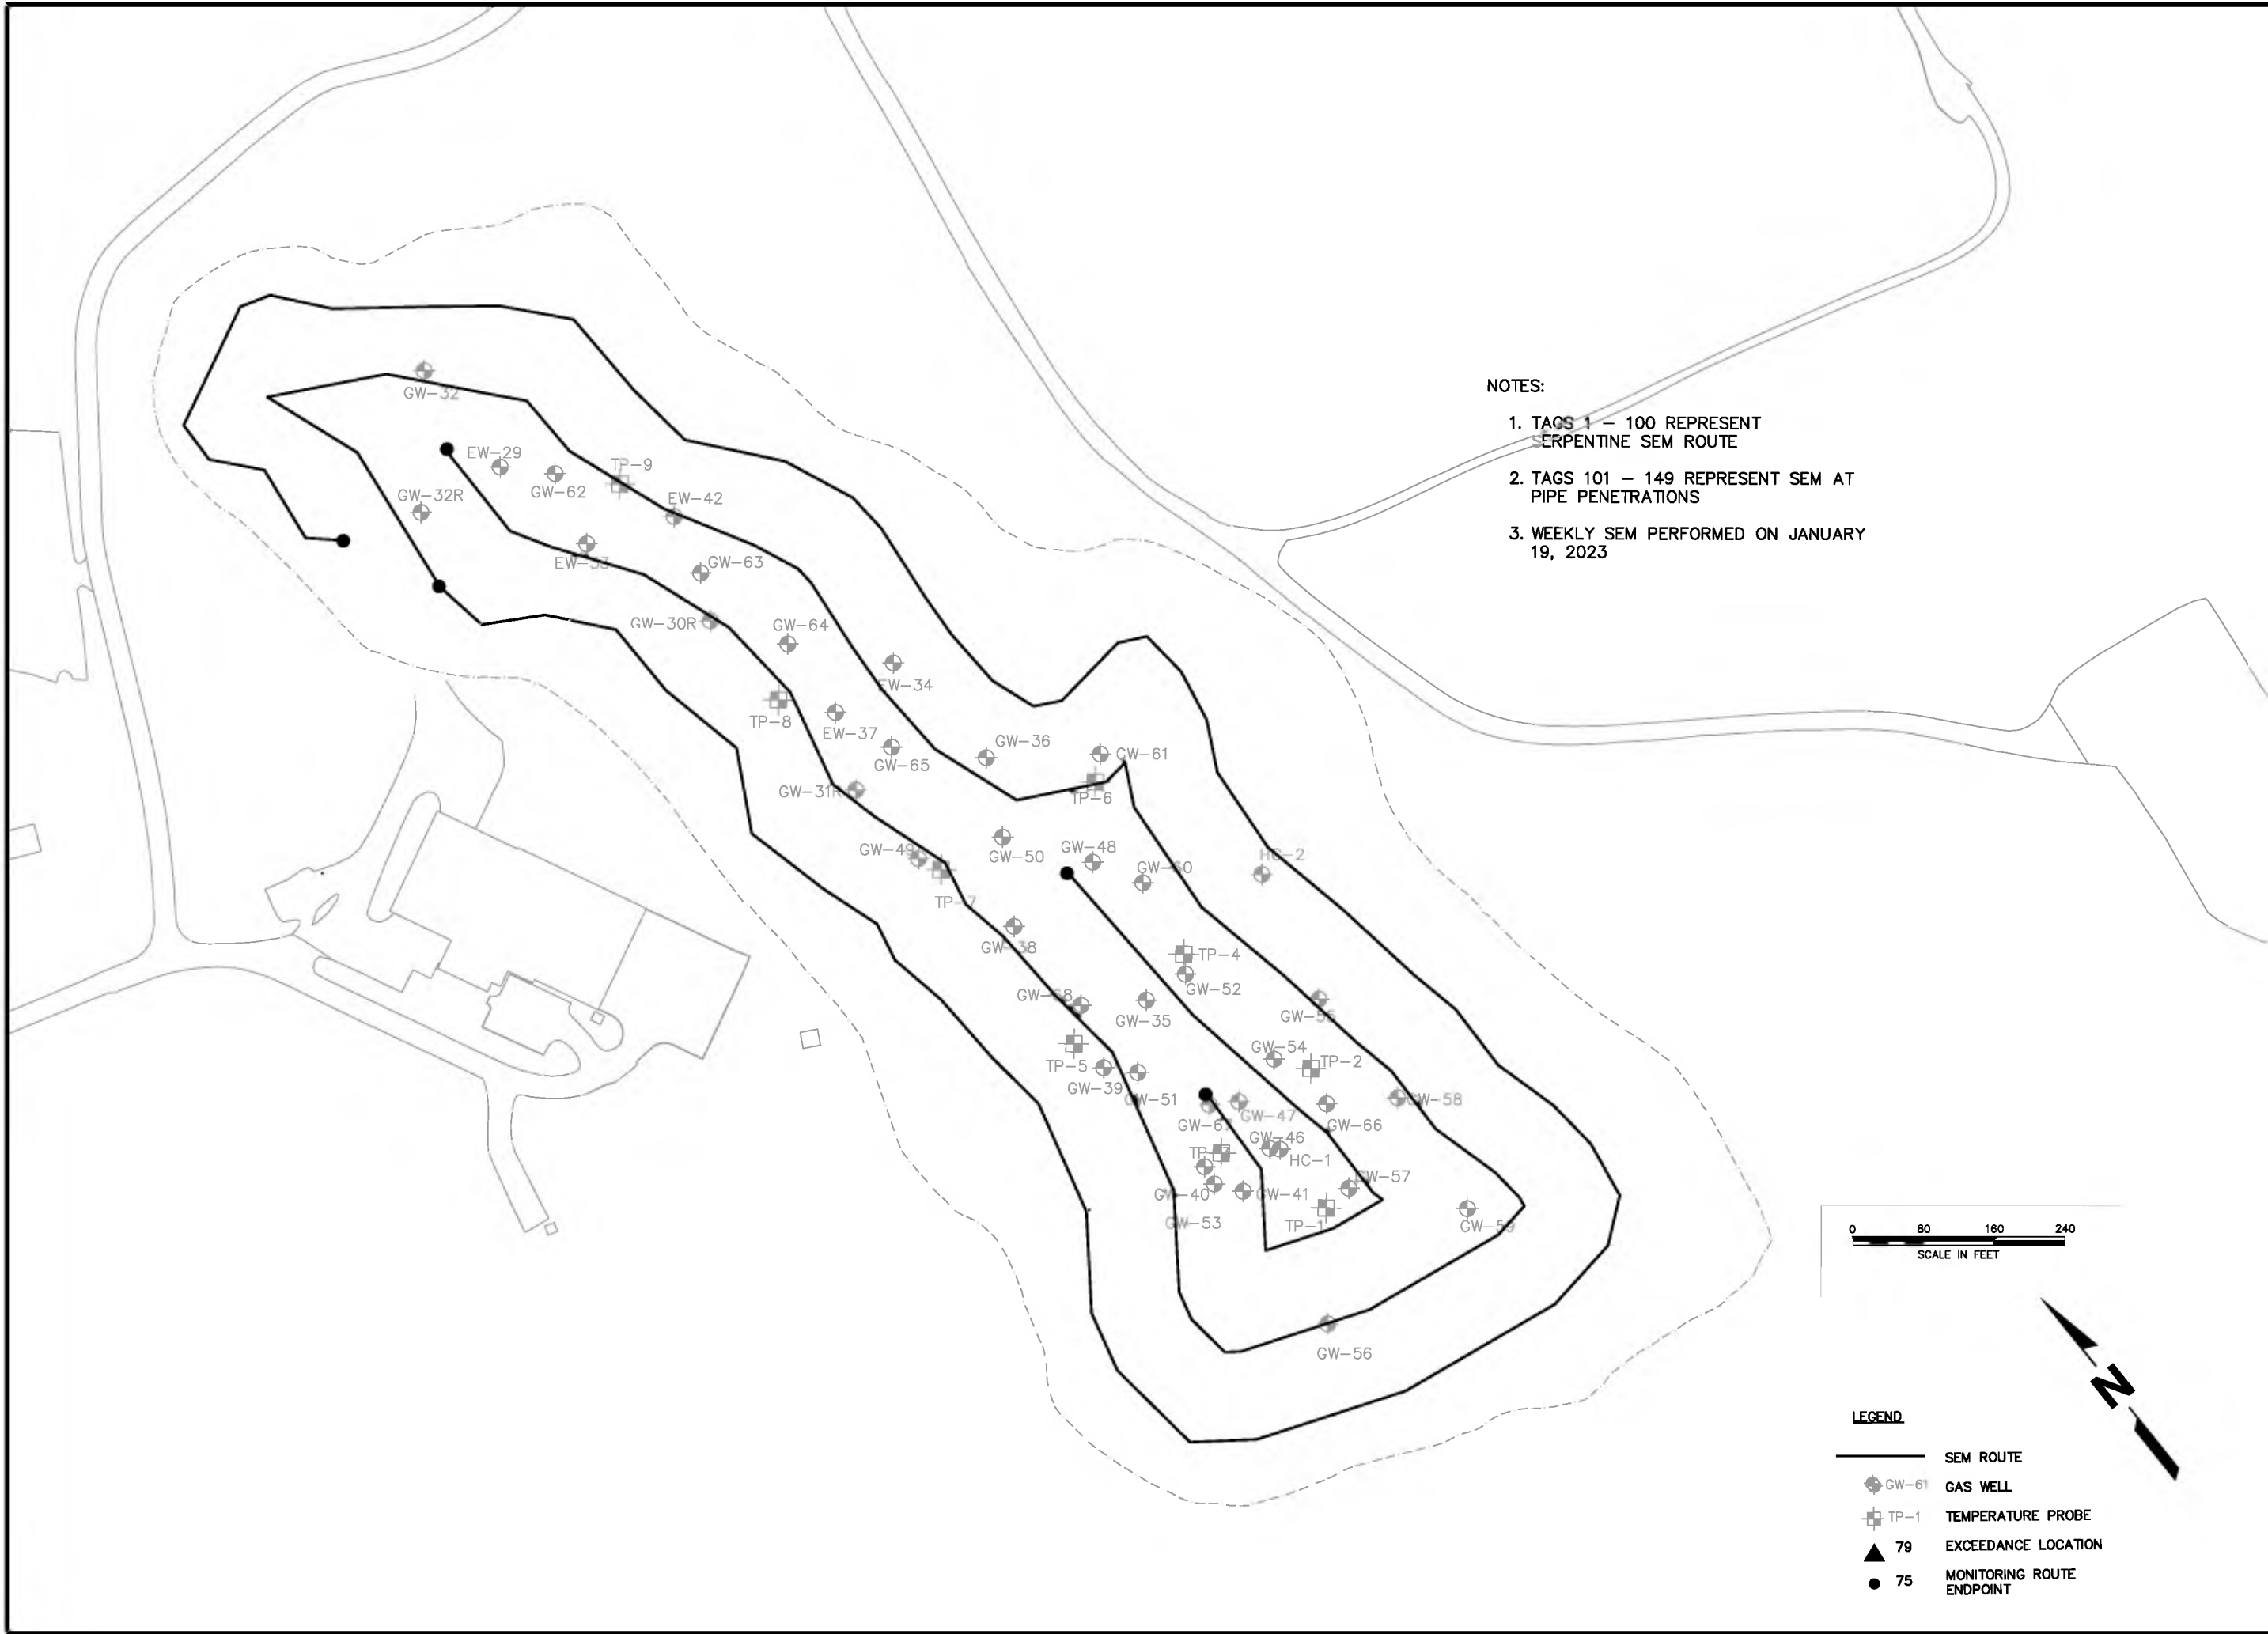 GW-32
EW-29
GW-62
TP-9
GW-32R
EW-42
EW-33
GW-63
GW-30R
GW-64
EW-34
TP-8
EW-37
GW-65
GW-36
GW-61
GW-31R
TP-6
GW-49
GW-50
GW-48
GW-60
HC-2
TP-7
GW-38
TP-4
GW-52
GW-68
GW-35
GW-55
GW-54
TP-2
TP-5
GW-39
GW-51
GW-58
GW-67
GW-47
GW-66
GW-46
TP-3
HC-1
GW-57
GW-40
GW-41
GW-53
TP-1
GW-59
GW-56
NOTES:
1. TAGS 1 – 100 REPRESENT
SERPENTINE SEM ROUTE
2. TAGS 101 – 149 REPRESENT SEM AT
PIPE PENETRATIONS
3. WEEKLY SEM PERFORMED ON JANUARY
19, 2023
0 80 160 240
SCALE IN FEET
N
LEGEND
SEM ROUTE
GW-61 GAS WELL
TP-1 TEMPERATURE PROBE
79 EXCEEDANCE LOCATION
75 MONITORING ROUTE
ENDPOINT